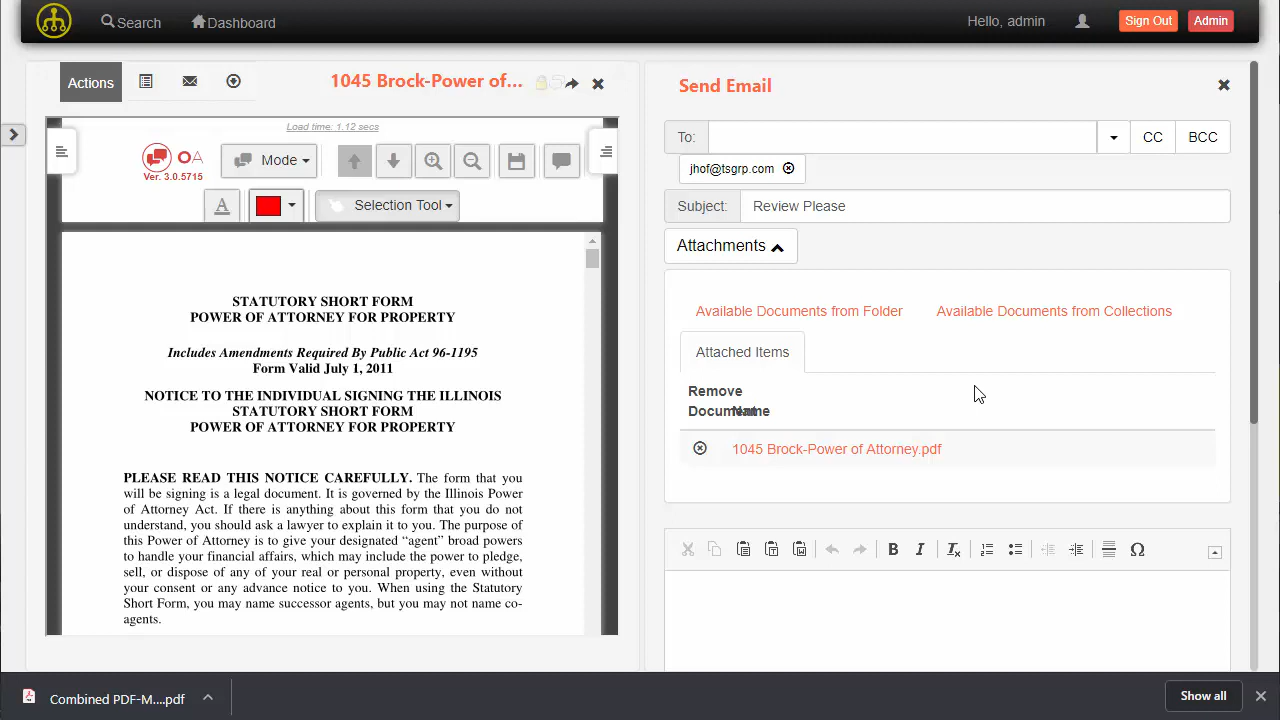 Search Dashboard Hello, admin Sign Out Admin
Actions 1045 Brock-Power of...
Load time: 1.12 secs
OA Mode
Ver. 3.0.5715
A Selection Tool
STATUTORY SHORT FORM
POWER OF ATTORNEY FOR PROPERTY
Includes Amendments Required By Public Act 96-1195
Form Valid July 1, 2011
NOTICE TO THE INDIVIDUAL SIGNING THE ILLINOIS
STATUTORY SHORT FORM
POWER OF ATTORNEY FOR PROPERTY
PLEASE READ THIS NOTICE CAREFULLY. The form that you
will be signing is a legal document. It is governed by the Illinois Power
of Attorney Act. If there is anything about this form that you do not
understand, you should ask a lawyer to explain it to you. The purpose of
this Power of Attorney is to give your designated “agent” broad powers
to handle your financial affairs, which may include the power to pledge,
sell, or dispose of any of your real or personal property, even without
your consent or any advance notice to you. When using the Statutory
Short Form, you may name successor agents, but you may not name co-
agents.
Send Email
To: CC BCC
jhof@tsgrp.com
Subject: Review Please
Attachments
Available Documents from Folder Available Documents from Collections
Attached Items
Remove
Document Name
1045 Brock-Power of Attorney.pdf
B I Tx Ω
Combined PDF-M....pdf Show all